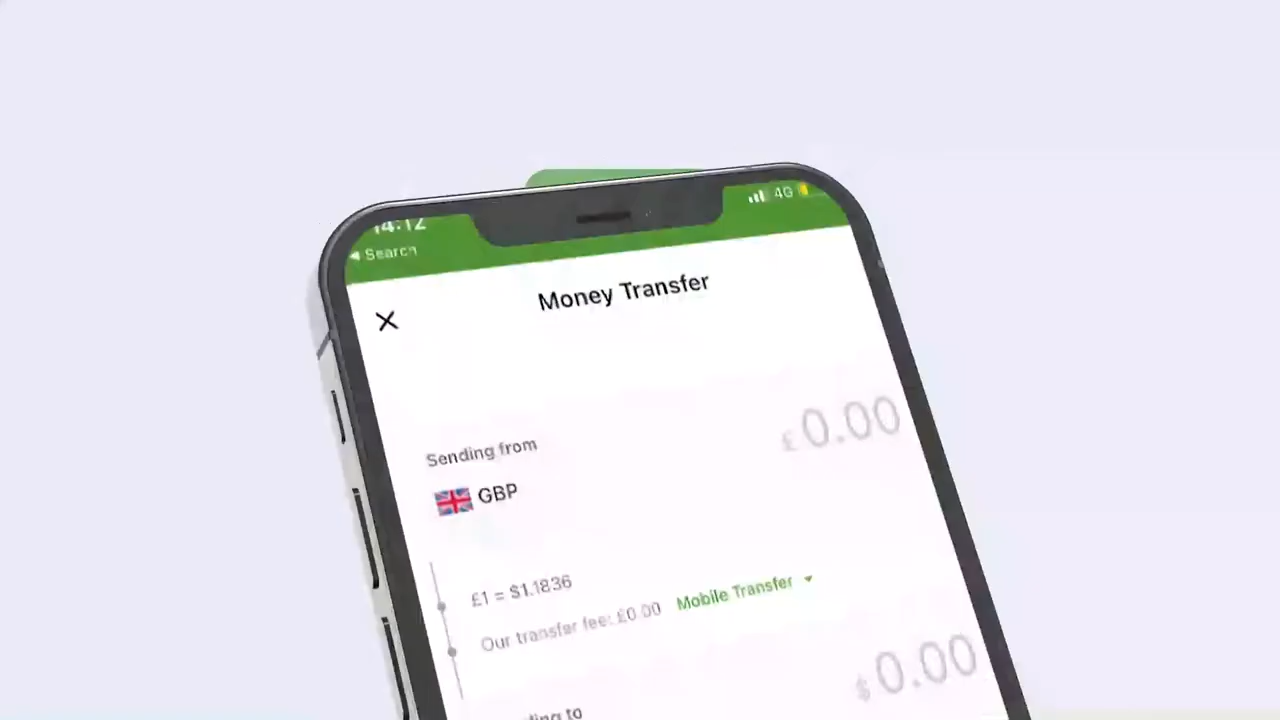 14:12
4G
Search
Money Transfer
£0.00
Sending from
GBP
£1 = $1.1836
Our transfer fee: £0.00 Mobile Transfer
$0.00
to